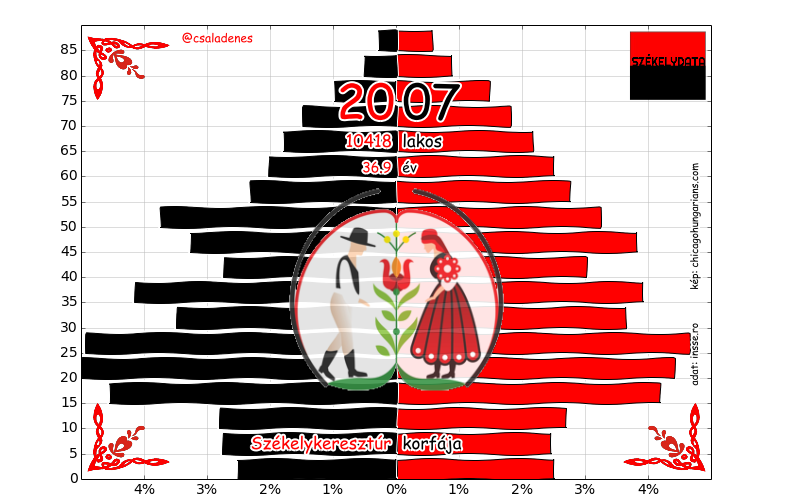 @csaladenes
SZÉKELYDATA
2007
10418 lakos
36.9 év
kép: chicagohungarians.com
adat: insse.ro
Székelykeresztúr korfája
85
80
75
70
65
60
55
50
45
40
35
30
25
20
15
10
5
0
4% 3% 2% 1% 0% 1% 2% 3% 4%